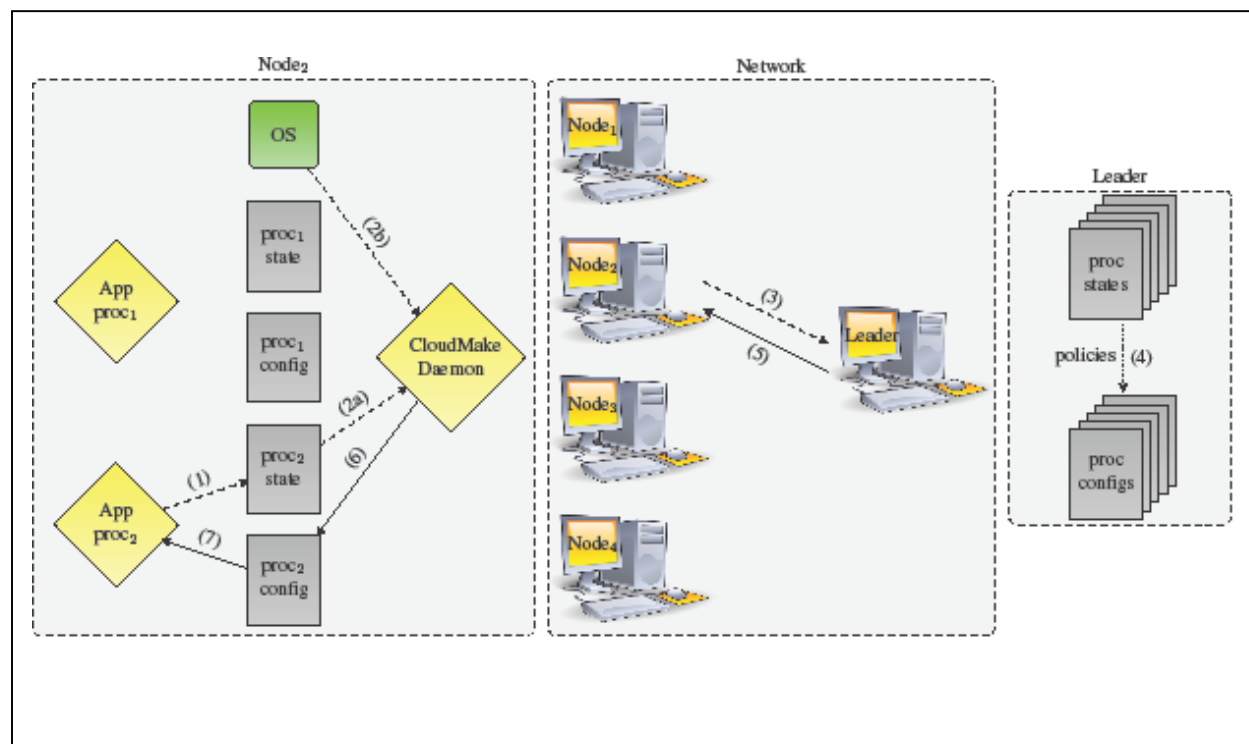 Node₂
OS
(2b)
proc₁
state
App
proc₁
proc₁
config
CloudMake
Daemon
(2a)
proc₂
state
(6)
(1)
App
proc₂
(7)
proc₂
config
Network
Node₁
Node₂
(3)
Leader
(5)
Node₃
Node₄
Leader
proc
states
policies (4)
proc
configs